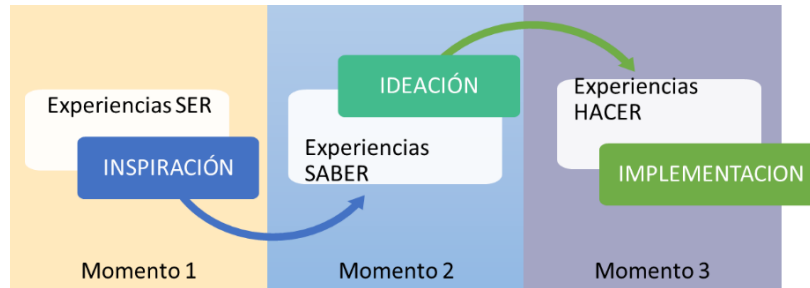 Experiencias SER
INSPIRACIÓN
Momento 1
IDEACIÓN
Experiencias
SABER
Momento 2
Experiencias
HACER
IMPLEMENTACION
Momento 3